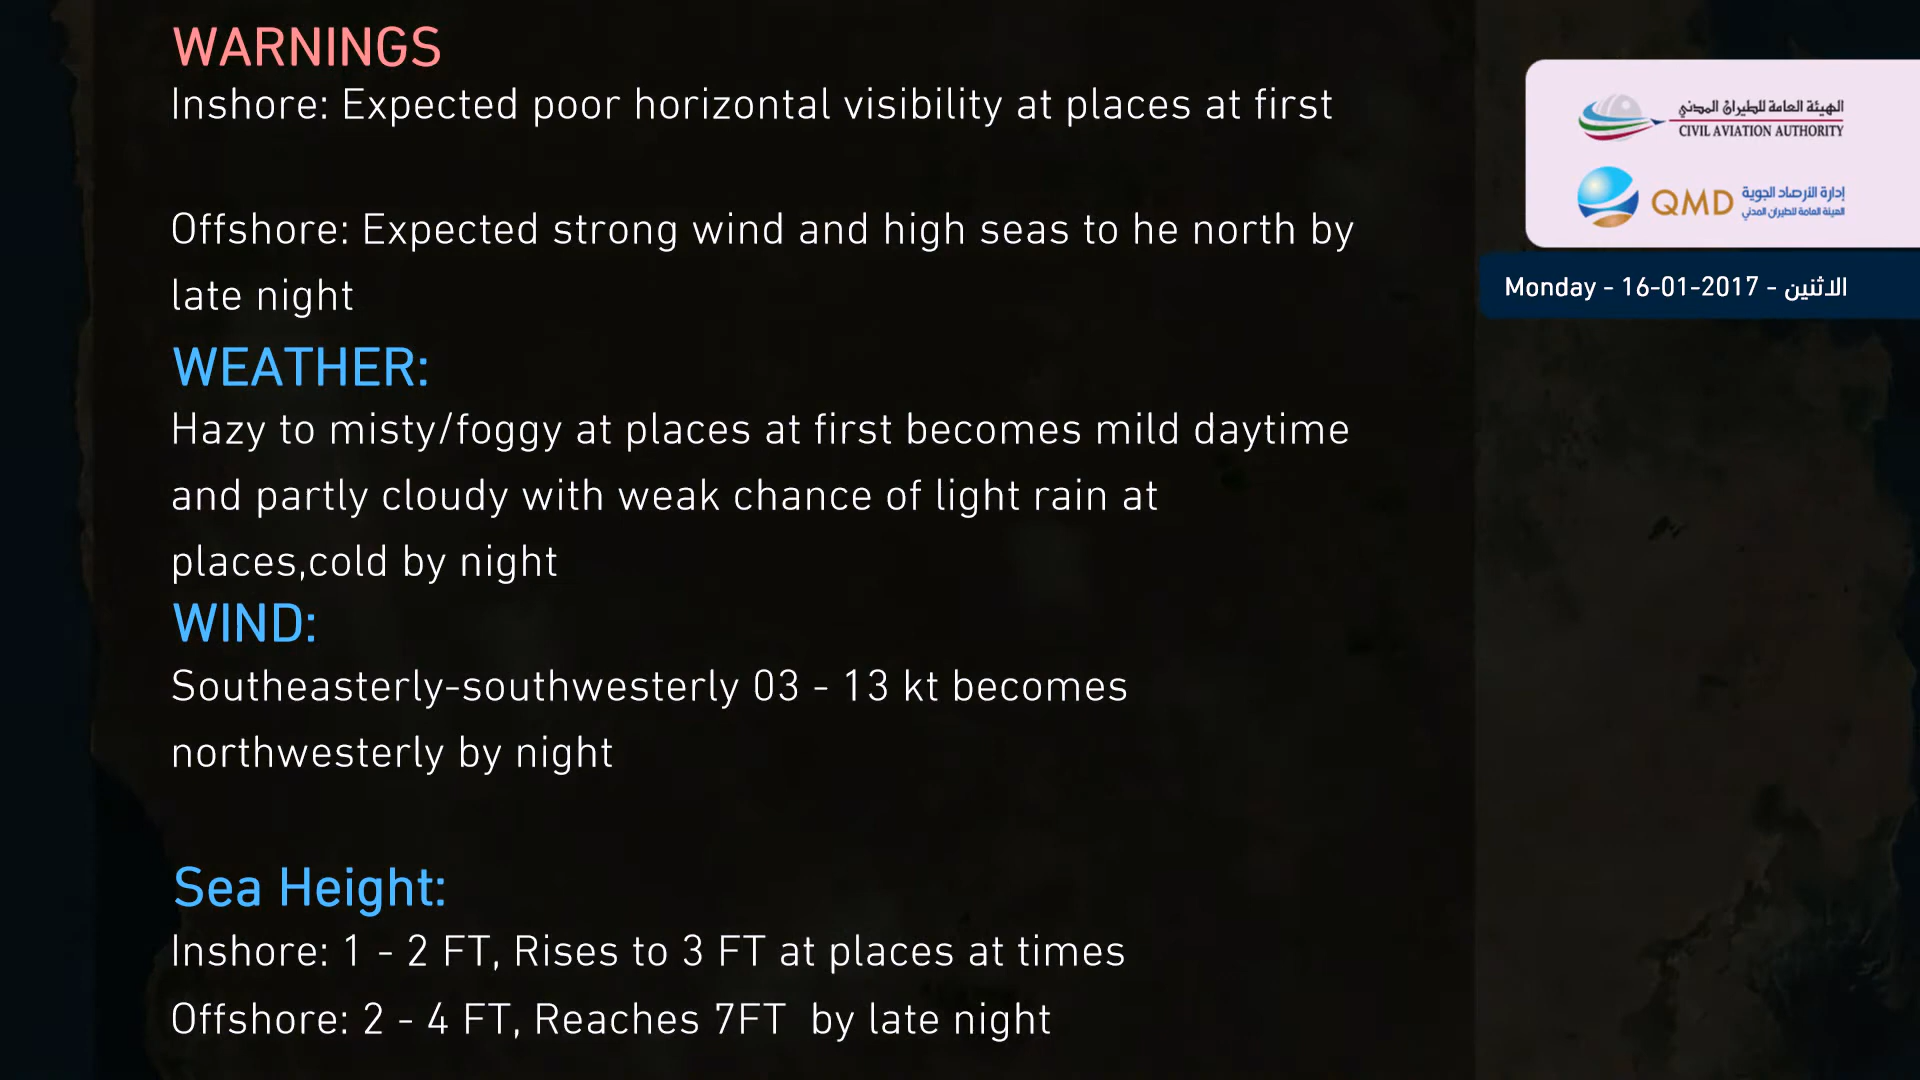 WARNINGS
Inshore: Expected poor horizontal visibility at places at first
Offshore: Expected strong wind and high seas to he north by
late night
WEATHER:
Hazy to misty/foggy at places at first becomes mild daytime
and partly cloudy with weak chance of light rain at
places,cold by night
WIND:
Southeasterly-southwesterly 03 - 13 kt becomes
northwesterly by night
Sea Height:
Inshore: 1 - 2 FT, Rises to 3 FT at places at times
Offshore: 2 - 4 FT, Reaches 7FT  by late night
الهيئة العامة للطيران المدني
CIVIL AVIATION AUTHORITY
QMD إدارة الأرصاد الجوية
الهيئة العامة للطيران المدني
Monday - 16-01-2017 - الاثنين